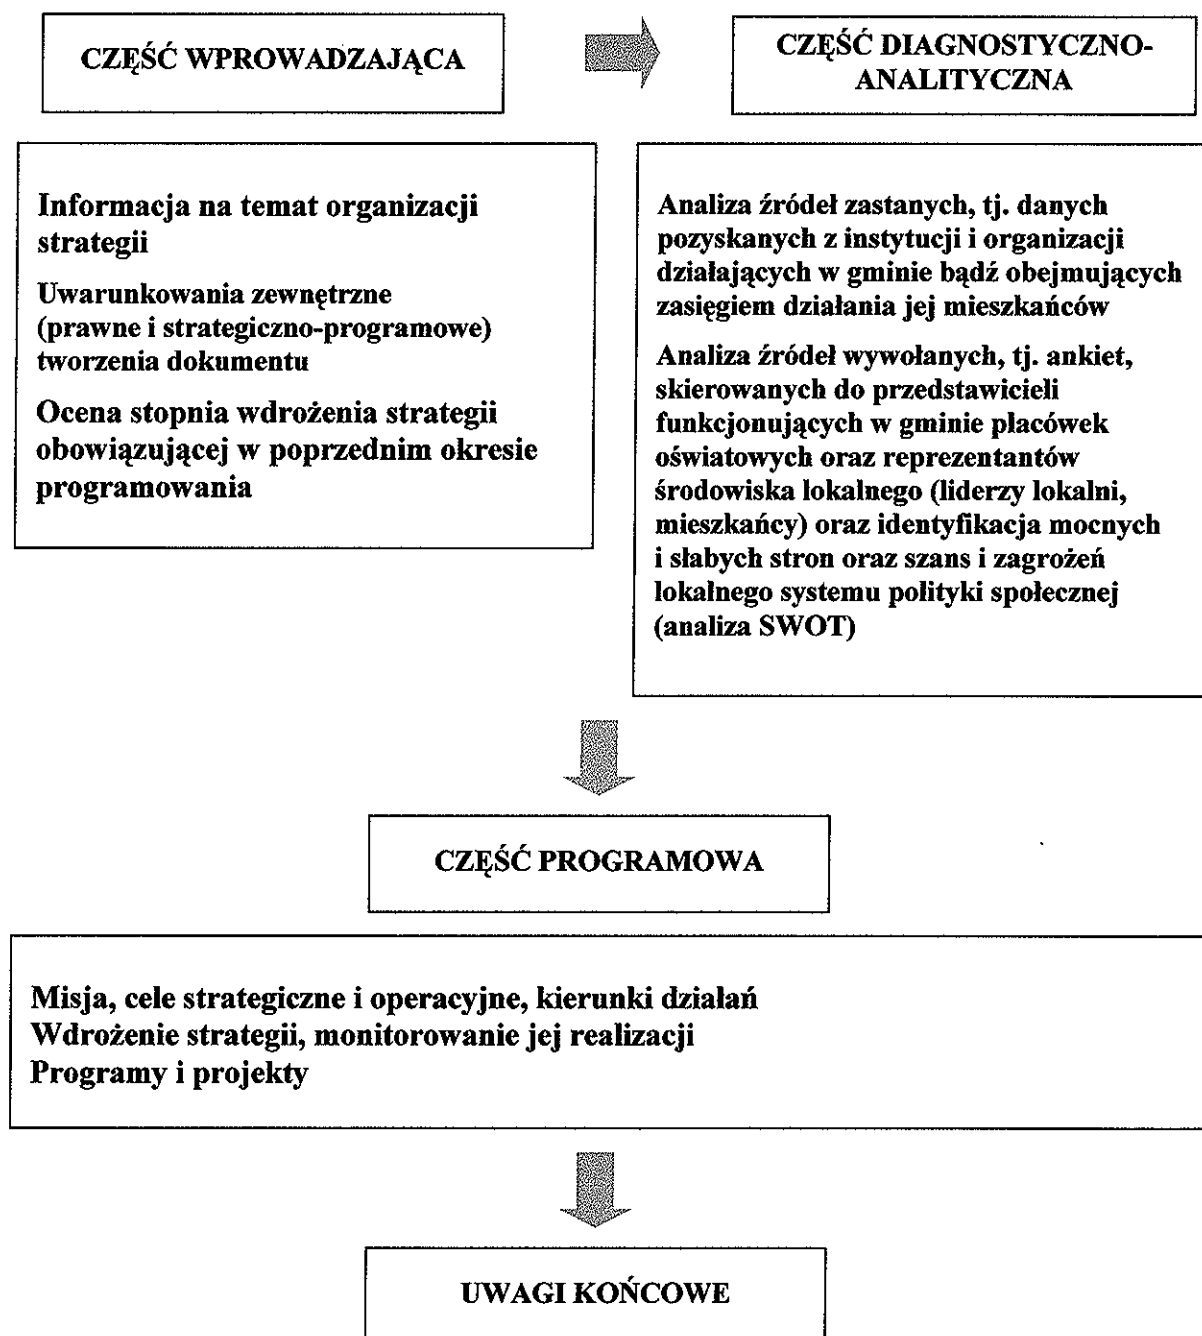 CZĘŚĆ WPROWADZAJĄCA
CZĘŚĆ DIAGNOSTYCZNO-
ANALITYCZNA
Informacja na temat organizacji
strategii
Uwarunkowania zewnętrzne
(prawne i strategiczno-programowe)
tworzenia dokumentu
Ocena stopnia wdrożenia strategii
obowiązującej w poprzednim okresie
programowania
Analiza źródeł zastanych, tj. danych
pozyskanych z instytucji i organizacji
działających w gminie bądź obejmujących
zasięgiem działania jej mieszkańców
Analiza źródeł wywołanych, tj. ankiet,
skierowanych do przedstawicieli
funkcjonujących w gminie placówek
oświatowych oraz reprezentantów
środowiska lokalnego (liderzy lokalni,
mieszkańcy) oraz identyfikacja mocnych
i słabych stron oraz szans i zagrożeń
lokalnego systemu polityki społecznej
(analiza SWOT)
CZĘŚĆ PROGRAMOWA
Misja, cele strategiczne i operacyjne, kierunki działań
Wdrożenie strategii, monitorowanie jej realizacji
Programy i projekty
UWAGI KOŃCOWE